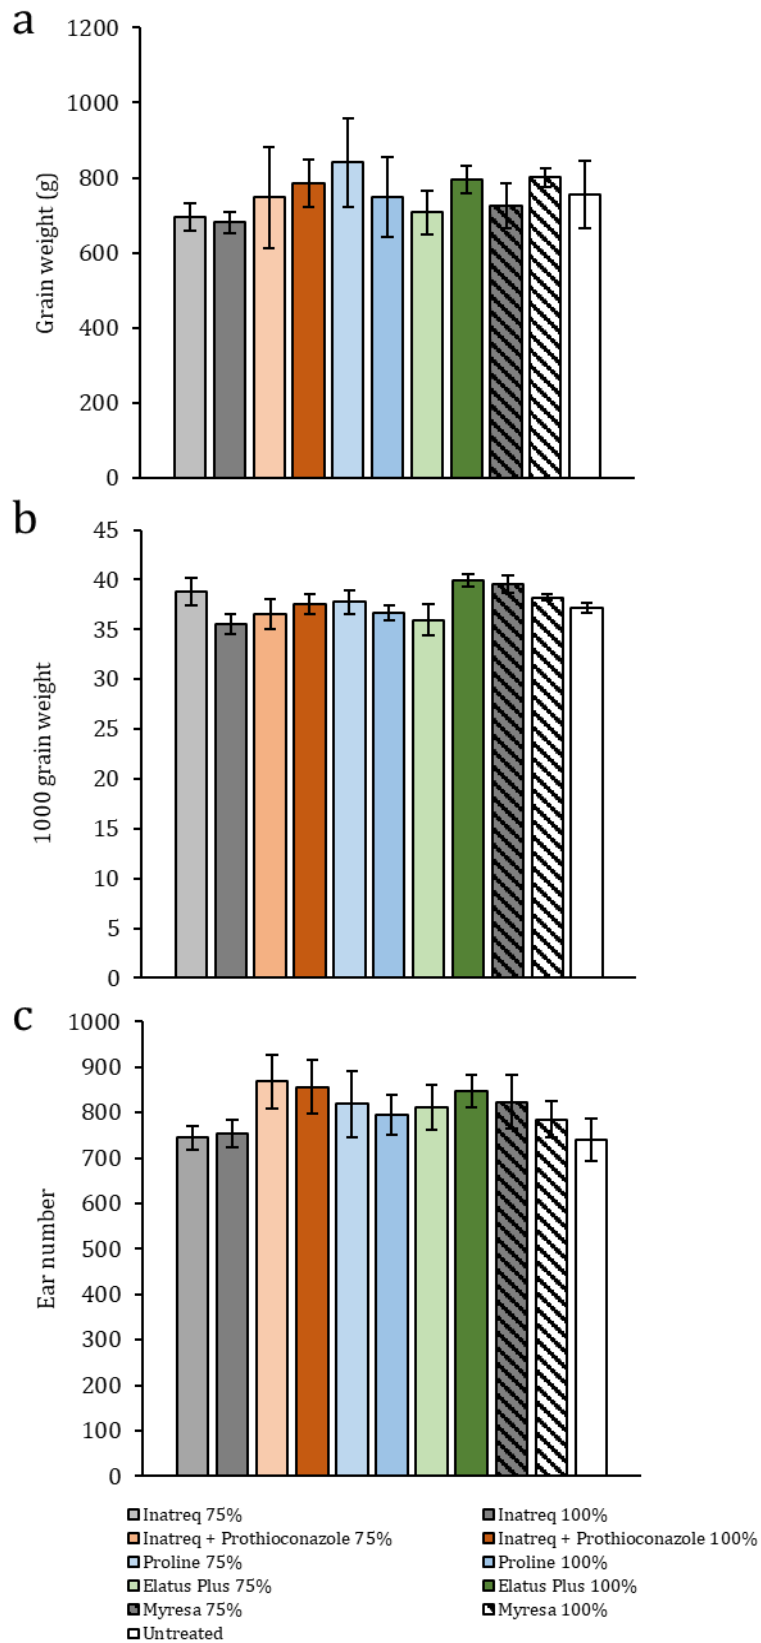 a
1200
1000
800
600
400
200
0
Grain weight (g)
b
45
40
35
30
25
20
15
10
5
0
1000 grain weight
c
1000
900
800
700
600
500
400
300
200
100
0
Ear number
Inatreq 75% Inatreq 100%
Inatreq + Prothioconazole 75% Inatreq + Prothioconazole 100%
Proline 75% Proline 100%
Elatus Plus 75% Elatus Plus 100%
Myresa 75% Myresa 100%
Untreated